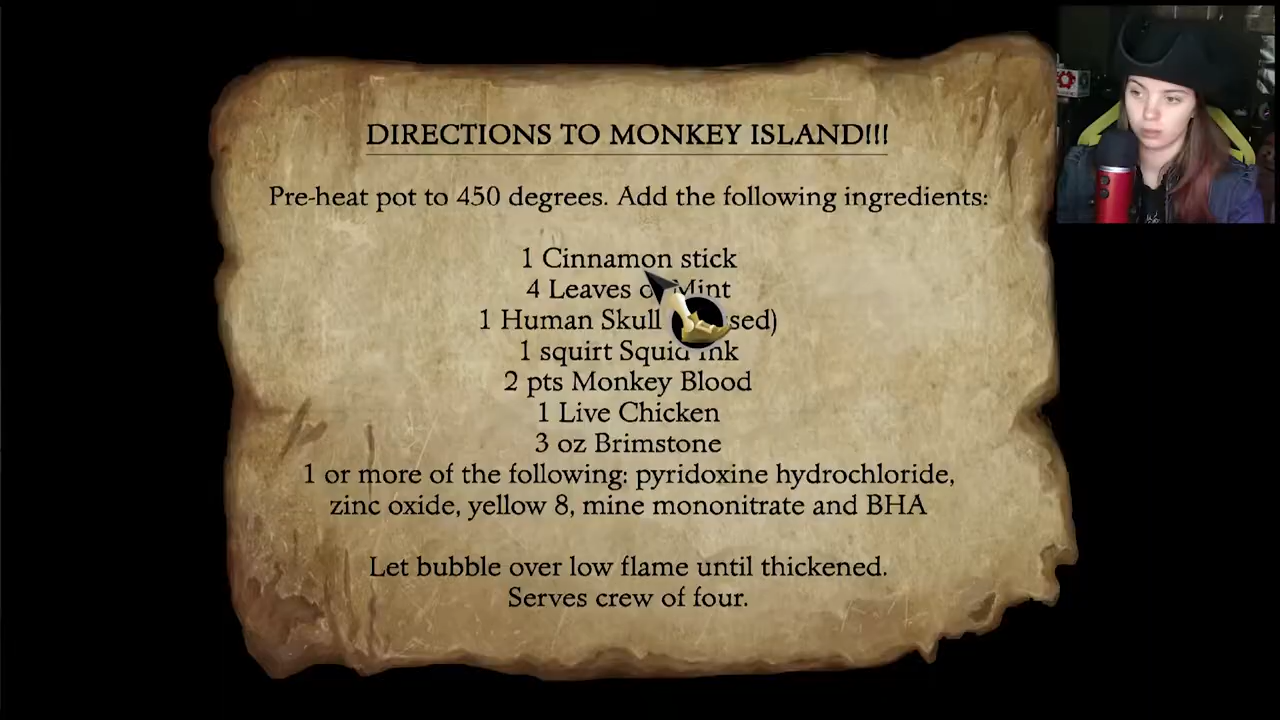 DIRECTIONS TO MONKEY ISLAND!!!
Pre-heat pot to 450 degrees. Add the following ingredients:
1 Cinnamon stick
4 Leaves Mint
1 Human Skull
1 squirt Squid Ink
2 pts Monkey Blood
1 Live Chicken
3 oz Brimstone
1 or more of the following: pyridoxine hydrochloride,
zinc oxide, yellow 8, mine mononitrate and BHA
Let bubble over low flame until thickened.
Serves crew of four.